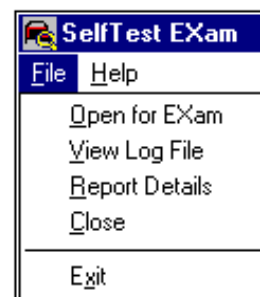 SelfTest EXam
File Help
Open for EXam
View Log File
Report Details
Close
Exit